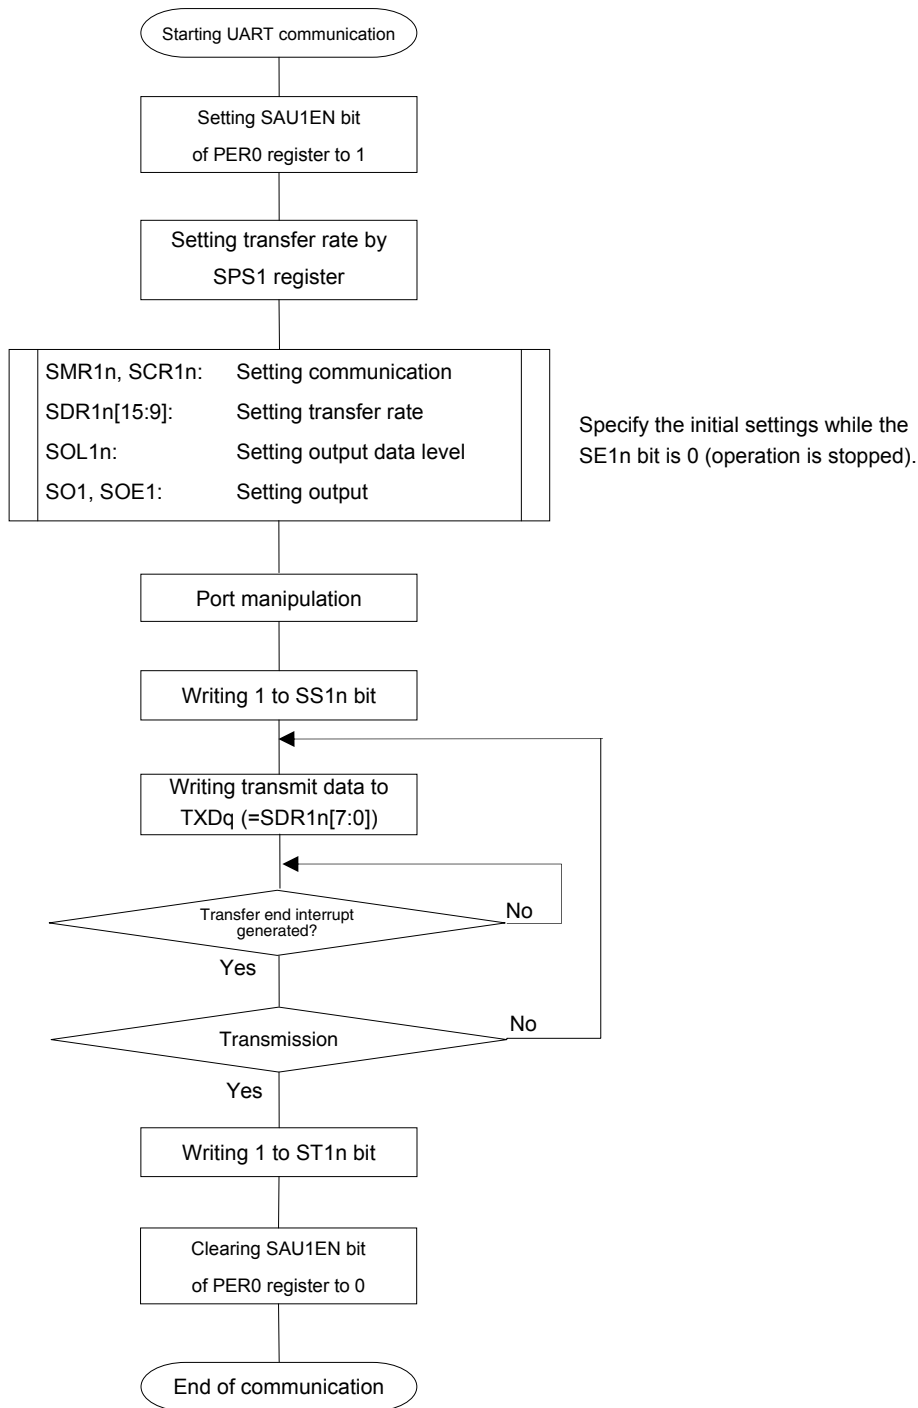 Starting UART communication
Setting SAU1EN bit
of PER0 register to 1
Setting transfer rate by
SPS1 register
SMR1n, SCR1n: Setting communication
SDR1n[15:9]: Setting transfer rate
SOL1n: Setting output data level
SO1, SOE1: Setting output
Specify the initial settings while the
SE1n bit is 0 (operation is stopped).
Port manipulation
Writing 1 to SS1n bit
Writing transmit data to
TXDq (=SDR1n[7:0])
Transfer end interrupt
generated?
No
Yes
Transmission
No
Yes
Writing 1 to ST1n bit
Clearing SAU1EN bit
of PER0 register to 0
End of communication